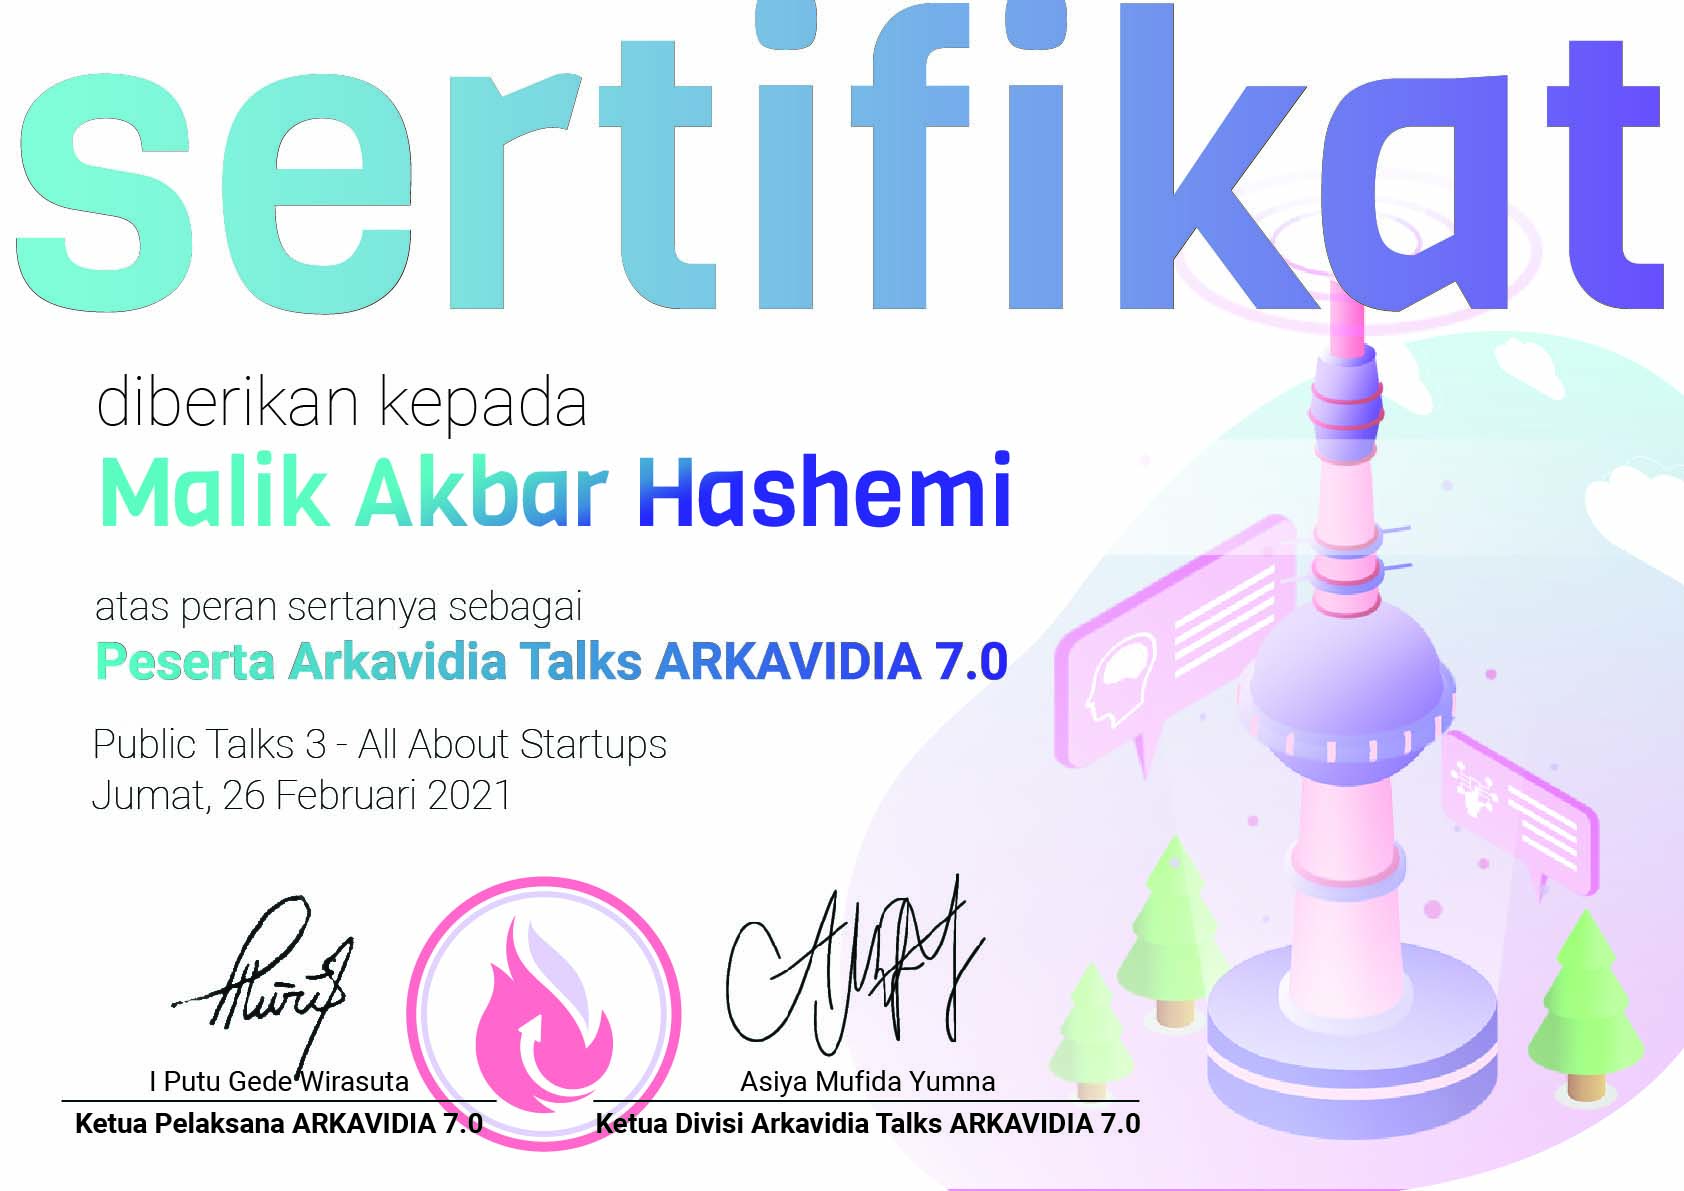 sertifikat
diberikan kepada
Malik Akbar Hashemi
atas peran sertanya sebagai
Peserta Arkavidia Talks ARKAVIDIA 7.0
Public Talks 3 - All About Startups
Jumat, 26 Februari 2021
I Putu Gede Wirasuta
Ketua Pelaksana ARKAVIDIA 7.0
Asiya Mufida Yumna
Ketua Divisi Arkavidia Talks ARKAVIDIA 7.0